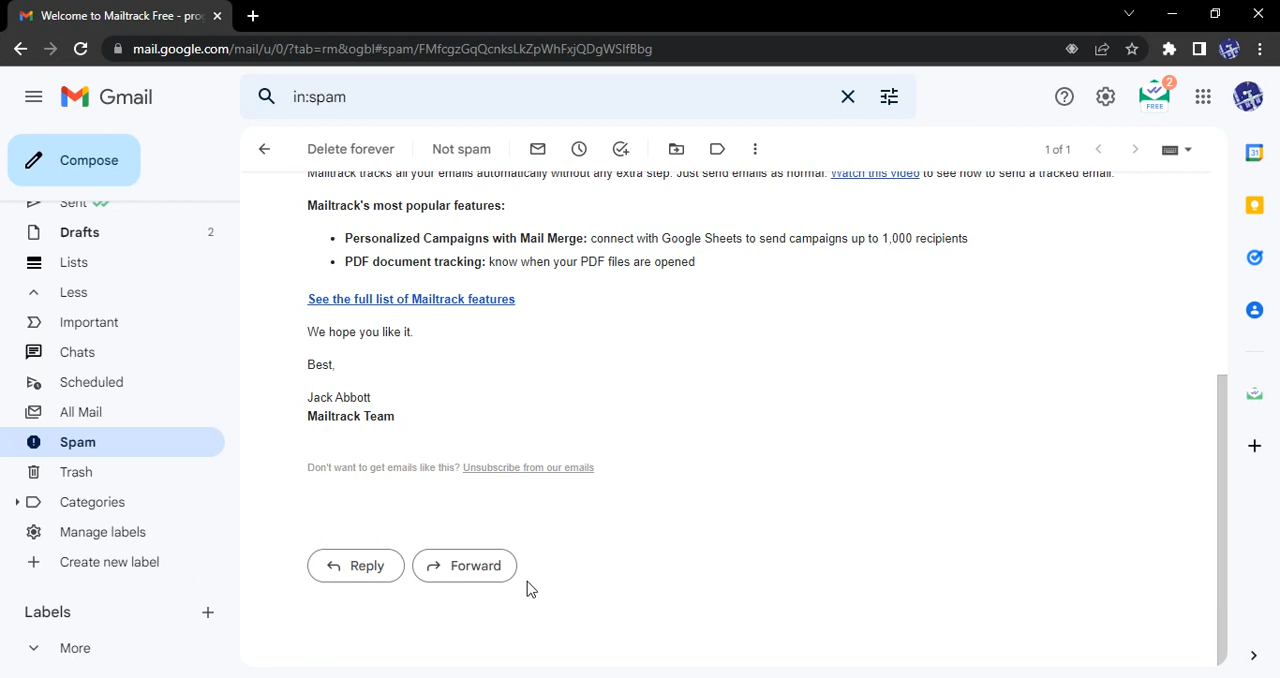 Welcome to Mailtrack Free - pro
mail.google.com/mail/u/0/?tab=rm&ogbl#spam/FMfcgzGqQcnksLkZpWhFxjQDgWSlfBbg
Gmail
in:spam
2
FREE
Compose
Delete forever
Not spam
1 of 1
31
Sent
Drafts 2
Lists
Less
Important
Chats
Scheduled
All Mail
Spam
Trash
Categories
Manage labels
Create new label
Labels
More
Mailtrack tracks all your emails automatically without any extra step. Just send emails as normal. Watch this video to see how to send a tracked email.
Mailtrack's most popular features:
• Personalized Campaigns with Mail Merge: connect with Google Sheets to send campaigns up to 1,000 recipients
• PDF document tracking: know when your PDF files are opened
See the full list of Mailtrack features
We hope you like it.
Best,
Jack Abbott
Mailtrack Team
Don't want to get emails like this? Unsubscribe from our emails
Reply
Forward